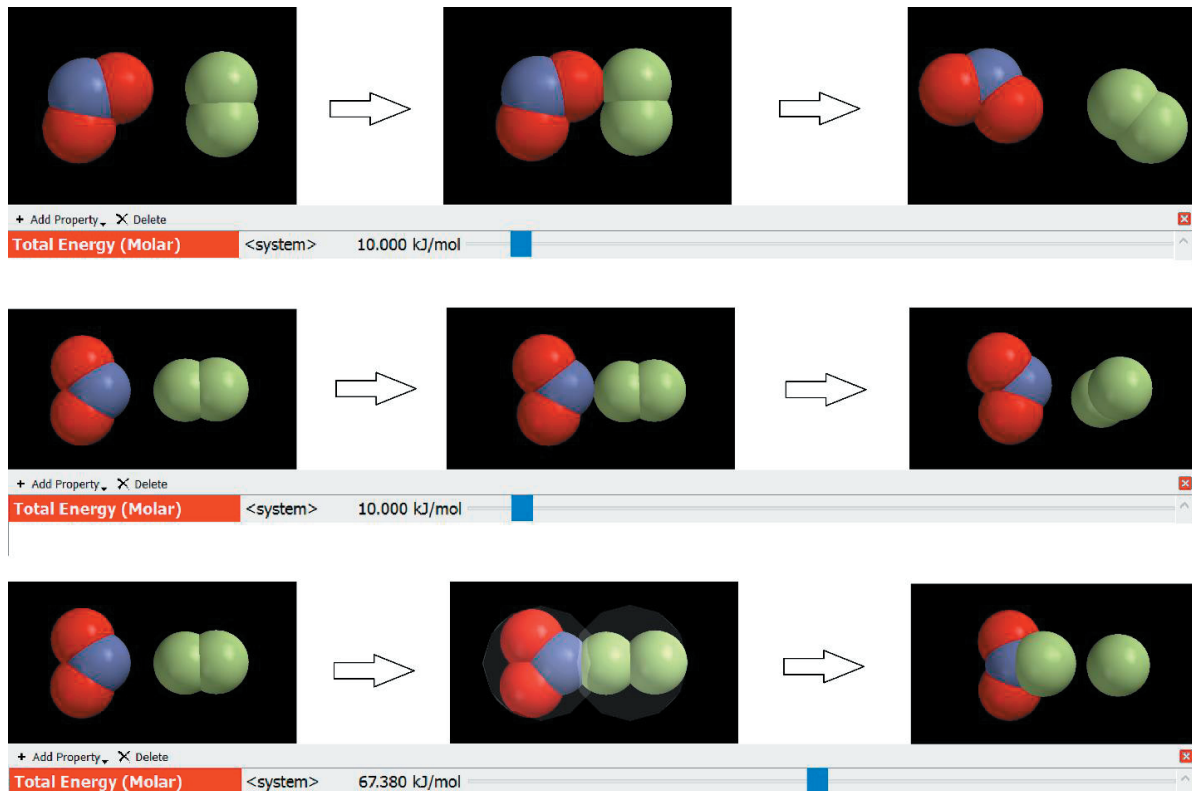 + Add Property X Delete
Total Energy (Molar) <system> 10.000 kJ/mol
+ Add Property X Delete
Total Energy (Molar) <system> 10.000 kJ/mol
+ Add Property X Delete
Total Energy (Molar) <system> 67.380 kJ/mol